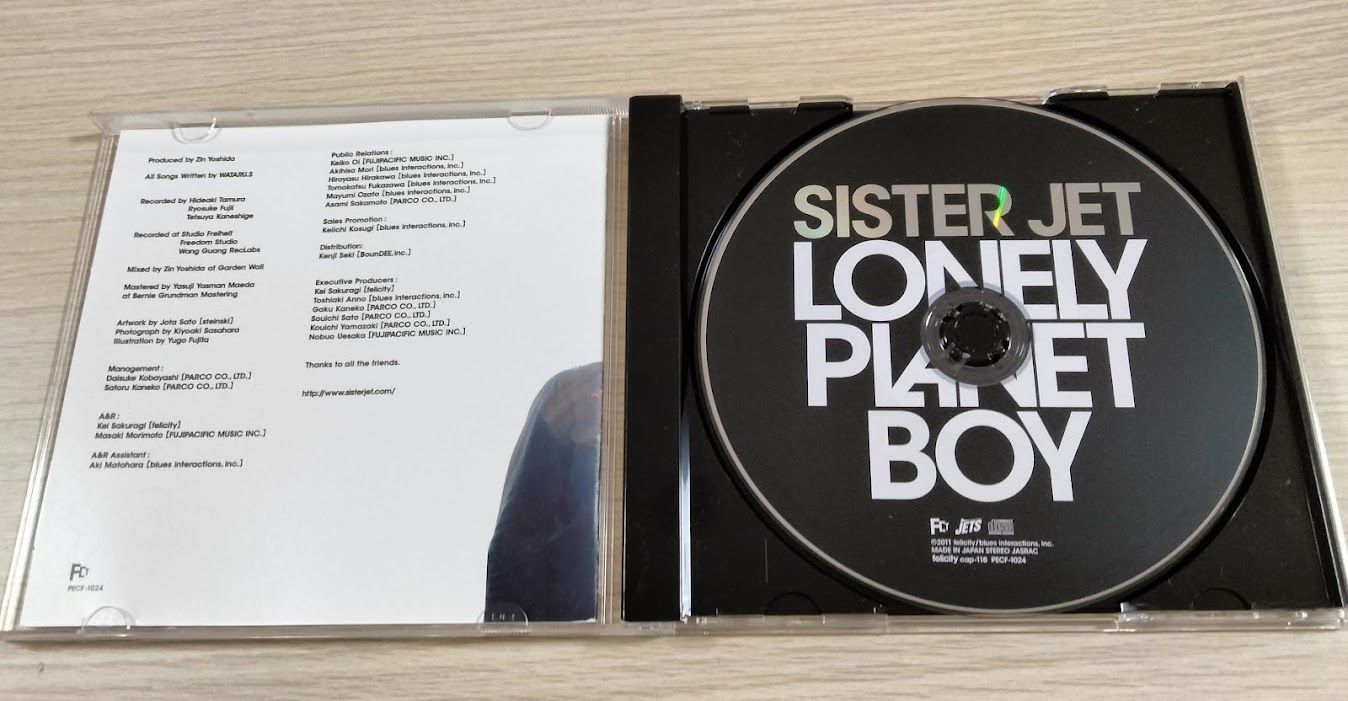 Produced by Zin Yoshida
All Songs Written by WATARU.S
Recorded by Hideaki Tamura
Ryosuke Fujii
Tetsuya Kaneshige
Recorded at Studio Freiheit
Freedom Studio
Wang Guang RecLabs
Mixed by Zin Yoshida at Garden Wall
Mastered by Yasuji Yasman Maeda
at Bernie Grundman Mastering
Artwork by Jota Sato [steinski]
Photograph by Kiyoaki Sasahara
Illustration by Yugo Fujita
Management :
Daisuke Kobayashi [PARCO CO., LTD.]
Satoru Kaneko [PARCO CO., LTD.]
A&R :
Kei Sakuragi [felicity]
Masaki Morimoto [FUJIPACIFIC MUSIC INC.]
A&R Assistant :
Aki Matohara [blues interactions, inc.]
FCT
PECF-1024
Public Relations :
Keiko Oi [FUJIPACIFIC MUSIC INC.]
Akihisa Mori [blues interactions, inc.]
Hiroyasu Hirakawa [blues interactions, inc.]
Tomokatsu Fukazawa [blues interactions, inc.]
Mayumi Ozato [blues interactions, inc.]
Asami Sakamoto [PARCO CO., LTD.]
Sales Promotion :
Keiichi Kosugi [blues interactions, inc.]
Distribution:
Kenji Seki [BounDEE,inc.]
Executive Producers :
Kei Sakuragi [felicity]
Toshiaki Anno [blues interactions, inc.]
Gaku Kaneko [PARCO CO., LTD.]
Souichi Sato [PARCO CO., LTD.]
Kouichi Yamazaki [PARCO CO., LTD.]
Nobuo Uesaka [FUJIPACIFIC MUSIC INC.]
Thanks to all the friends.
http://www.sisterjet.com/
SISTER JET
LONELY
PLANET
BOY
FCT JETS
©2011 felicity/blues interactions, inc.
MADE IN JAPAN STEREO JASRAC
felicity cap-118 PECF-1024